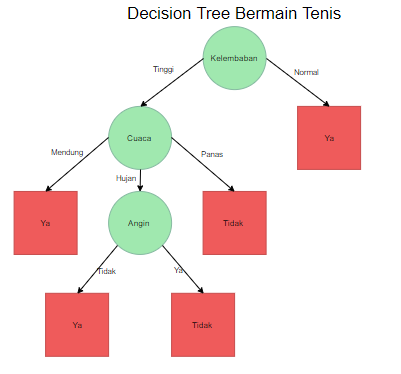 Decision Tree Bermain Tenis
Kelembaban
Tinggi
Normal
Cuaca
Ya
Mendung
Hujan
Panas
Ya
Angin
Tidak
Tidak
Ya
Ya
Tidak